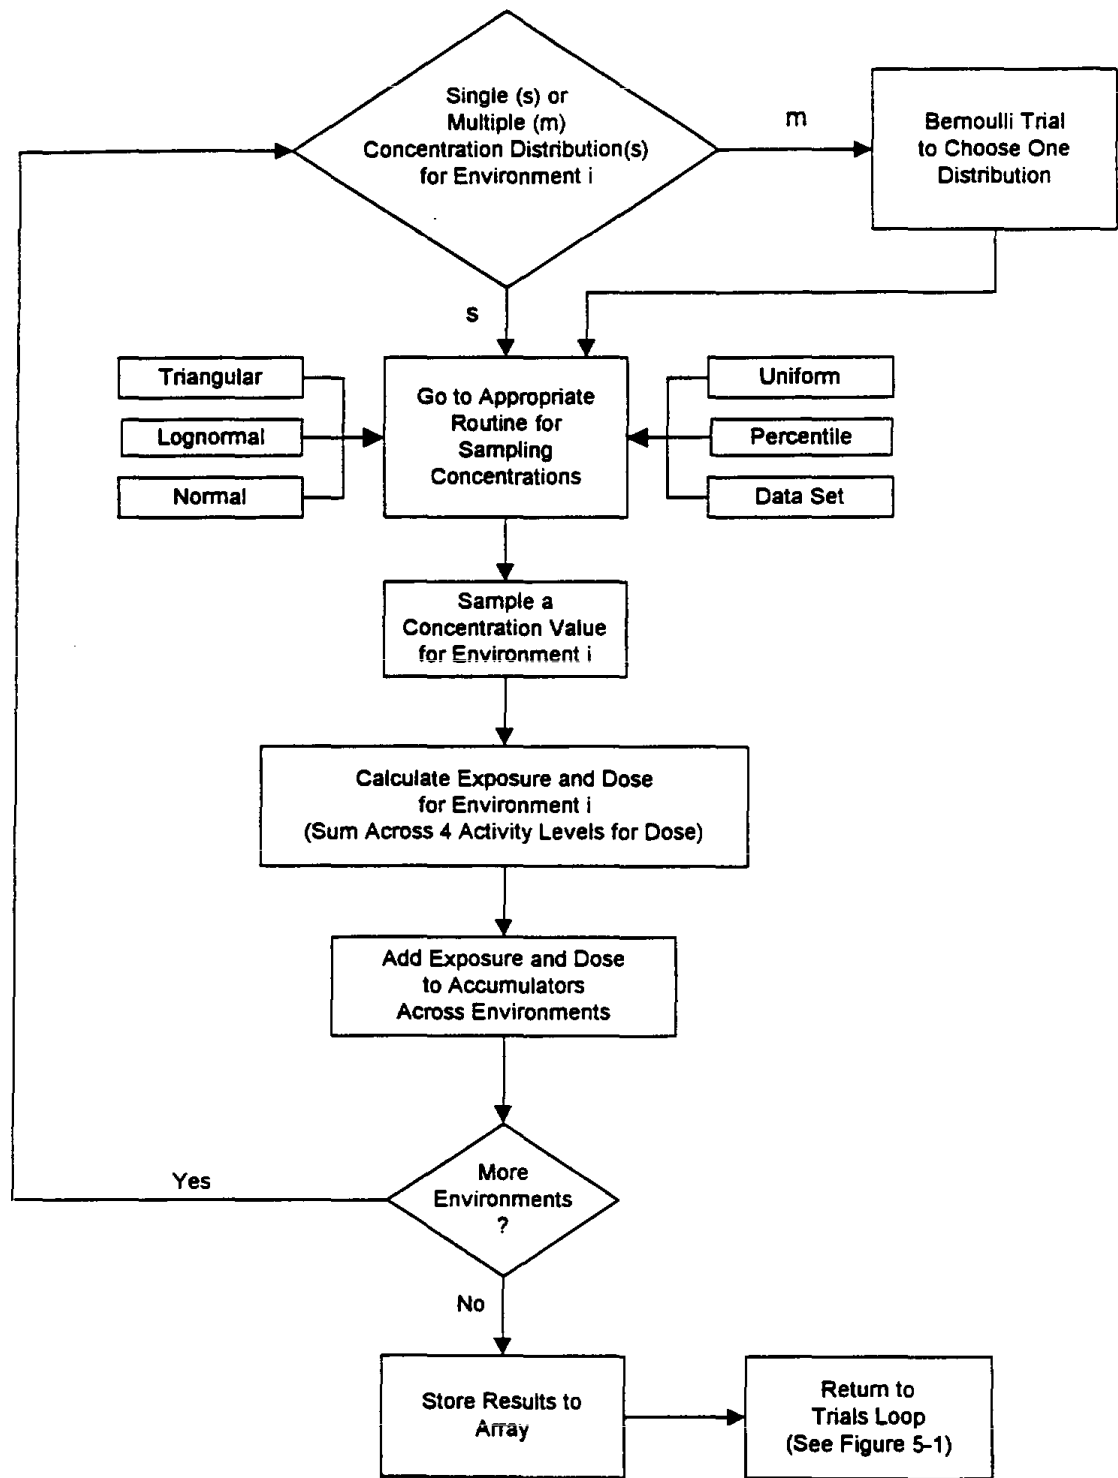 Single (s) or
Multiple (m)
Concentration Distribution(s)
for Environment i
m
Bernoulli Trial
to Choose One
Distribution
s
Triangular
Lognormal
Normal
Go to Appropriate
Routine for
Sampling
Concentrations
Uniform
Percentile
Data Set
Sample a
Concentration Value
for Environment i
Calculate Exposure and Dose
for Environment i
(Sum Across 4 Activity Levels for Dose)
Add Exposure and Dose
to Accumulators
Across Environments
Yes
More
Environments
?
No
Store Results to
Array
Return to
Trials Loop
(See Figure 5-1)